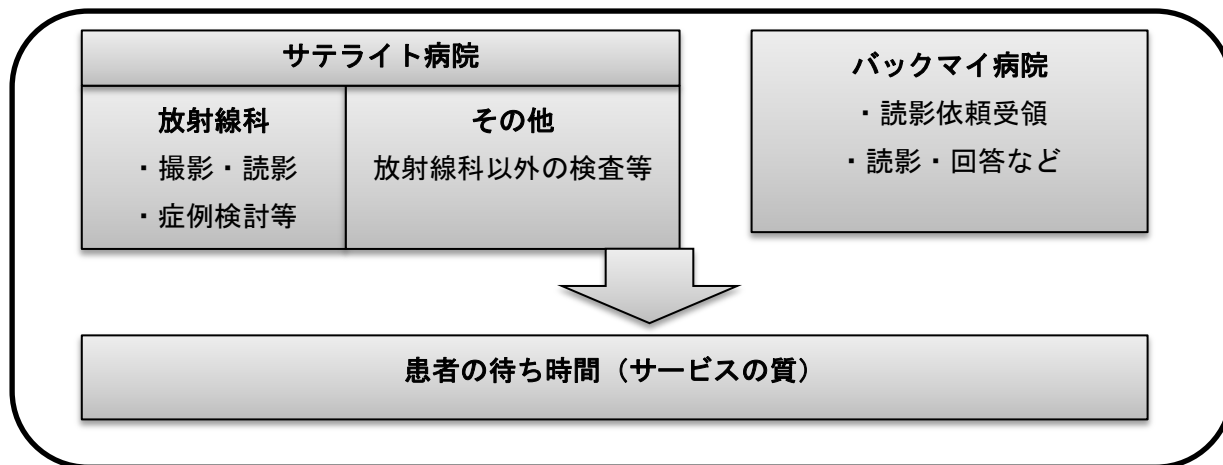 サテライト病院
放射線科
・撮影・読影
・症例検討等
その他
放射線科以外の検査等
バックマイ病院
・読影依頼受領
・読影・回答など
患者の待ち時間（サービスの質）